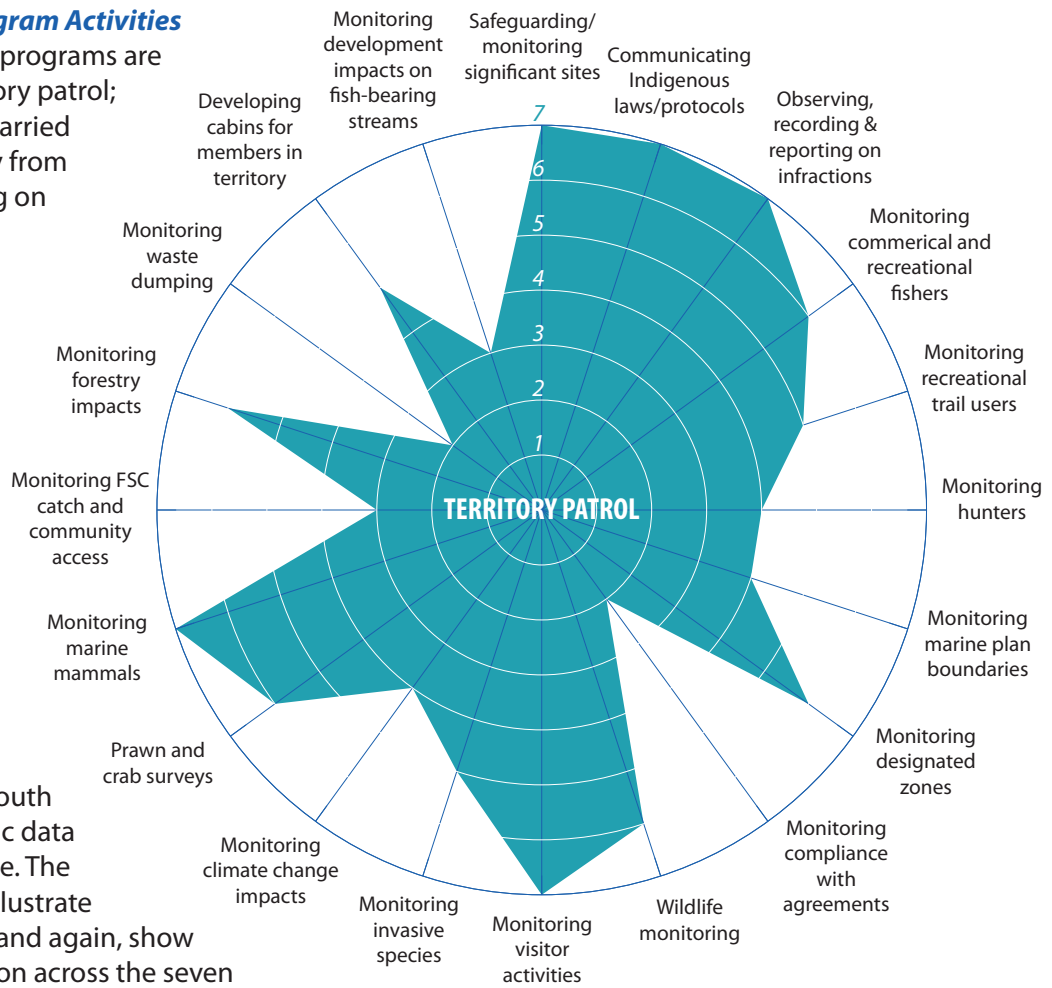 gram Activities
programs are
ory patrol;
arried
y from
g on
outh
ic data
e. The
llustrate
and again, show
on across the seven
Monitoring
development
impacts on
fish-bearing
streams
Safeguarding/
monitoring
significant sites
Communicating
Indigenous
laws/protocols
Observing,
recording &
reporting on
infractions
Monitoring
commerical and
recreational
fishers
Monitoring
recreational
trail users
Monitoring
hunters
Monitoring
marine plan
boundaries
Monitoring
designated
zones
Monitoring
compliance
with
agreements
Wildlife
monitoring
Monitoring
visitor
activities
Monitoring
invasive
species
Monitoring
climate change
impacts
Prawn and
crab surveys
Monitoring
marine
mammals
Monitoring FSC
catch and
community
access
Monitoring
forestry
impacts
Monitoring
waste
dumping
Developing
cabins for
members in
territory
7
6
5
4
3
2
1
TERRITORY PATROL